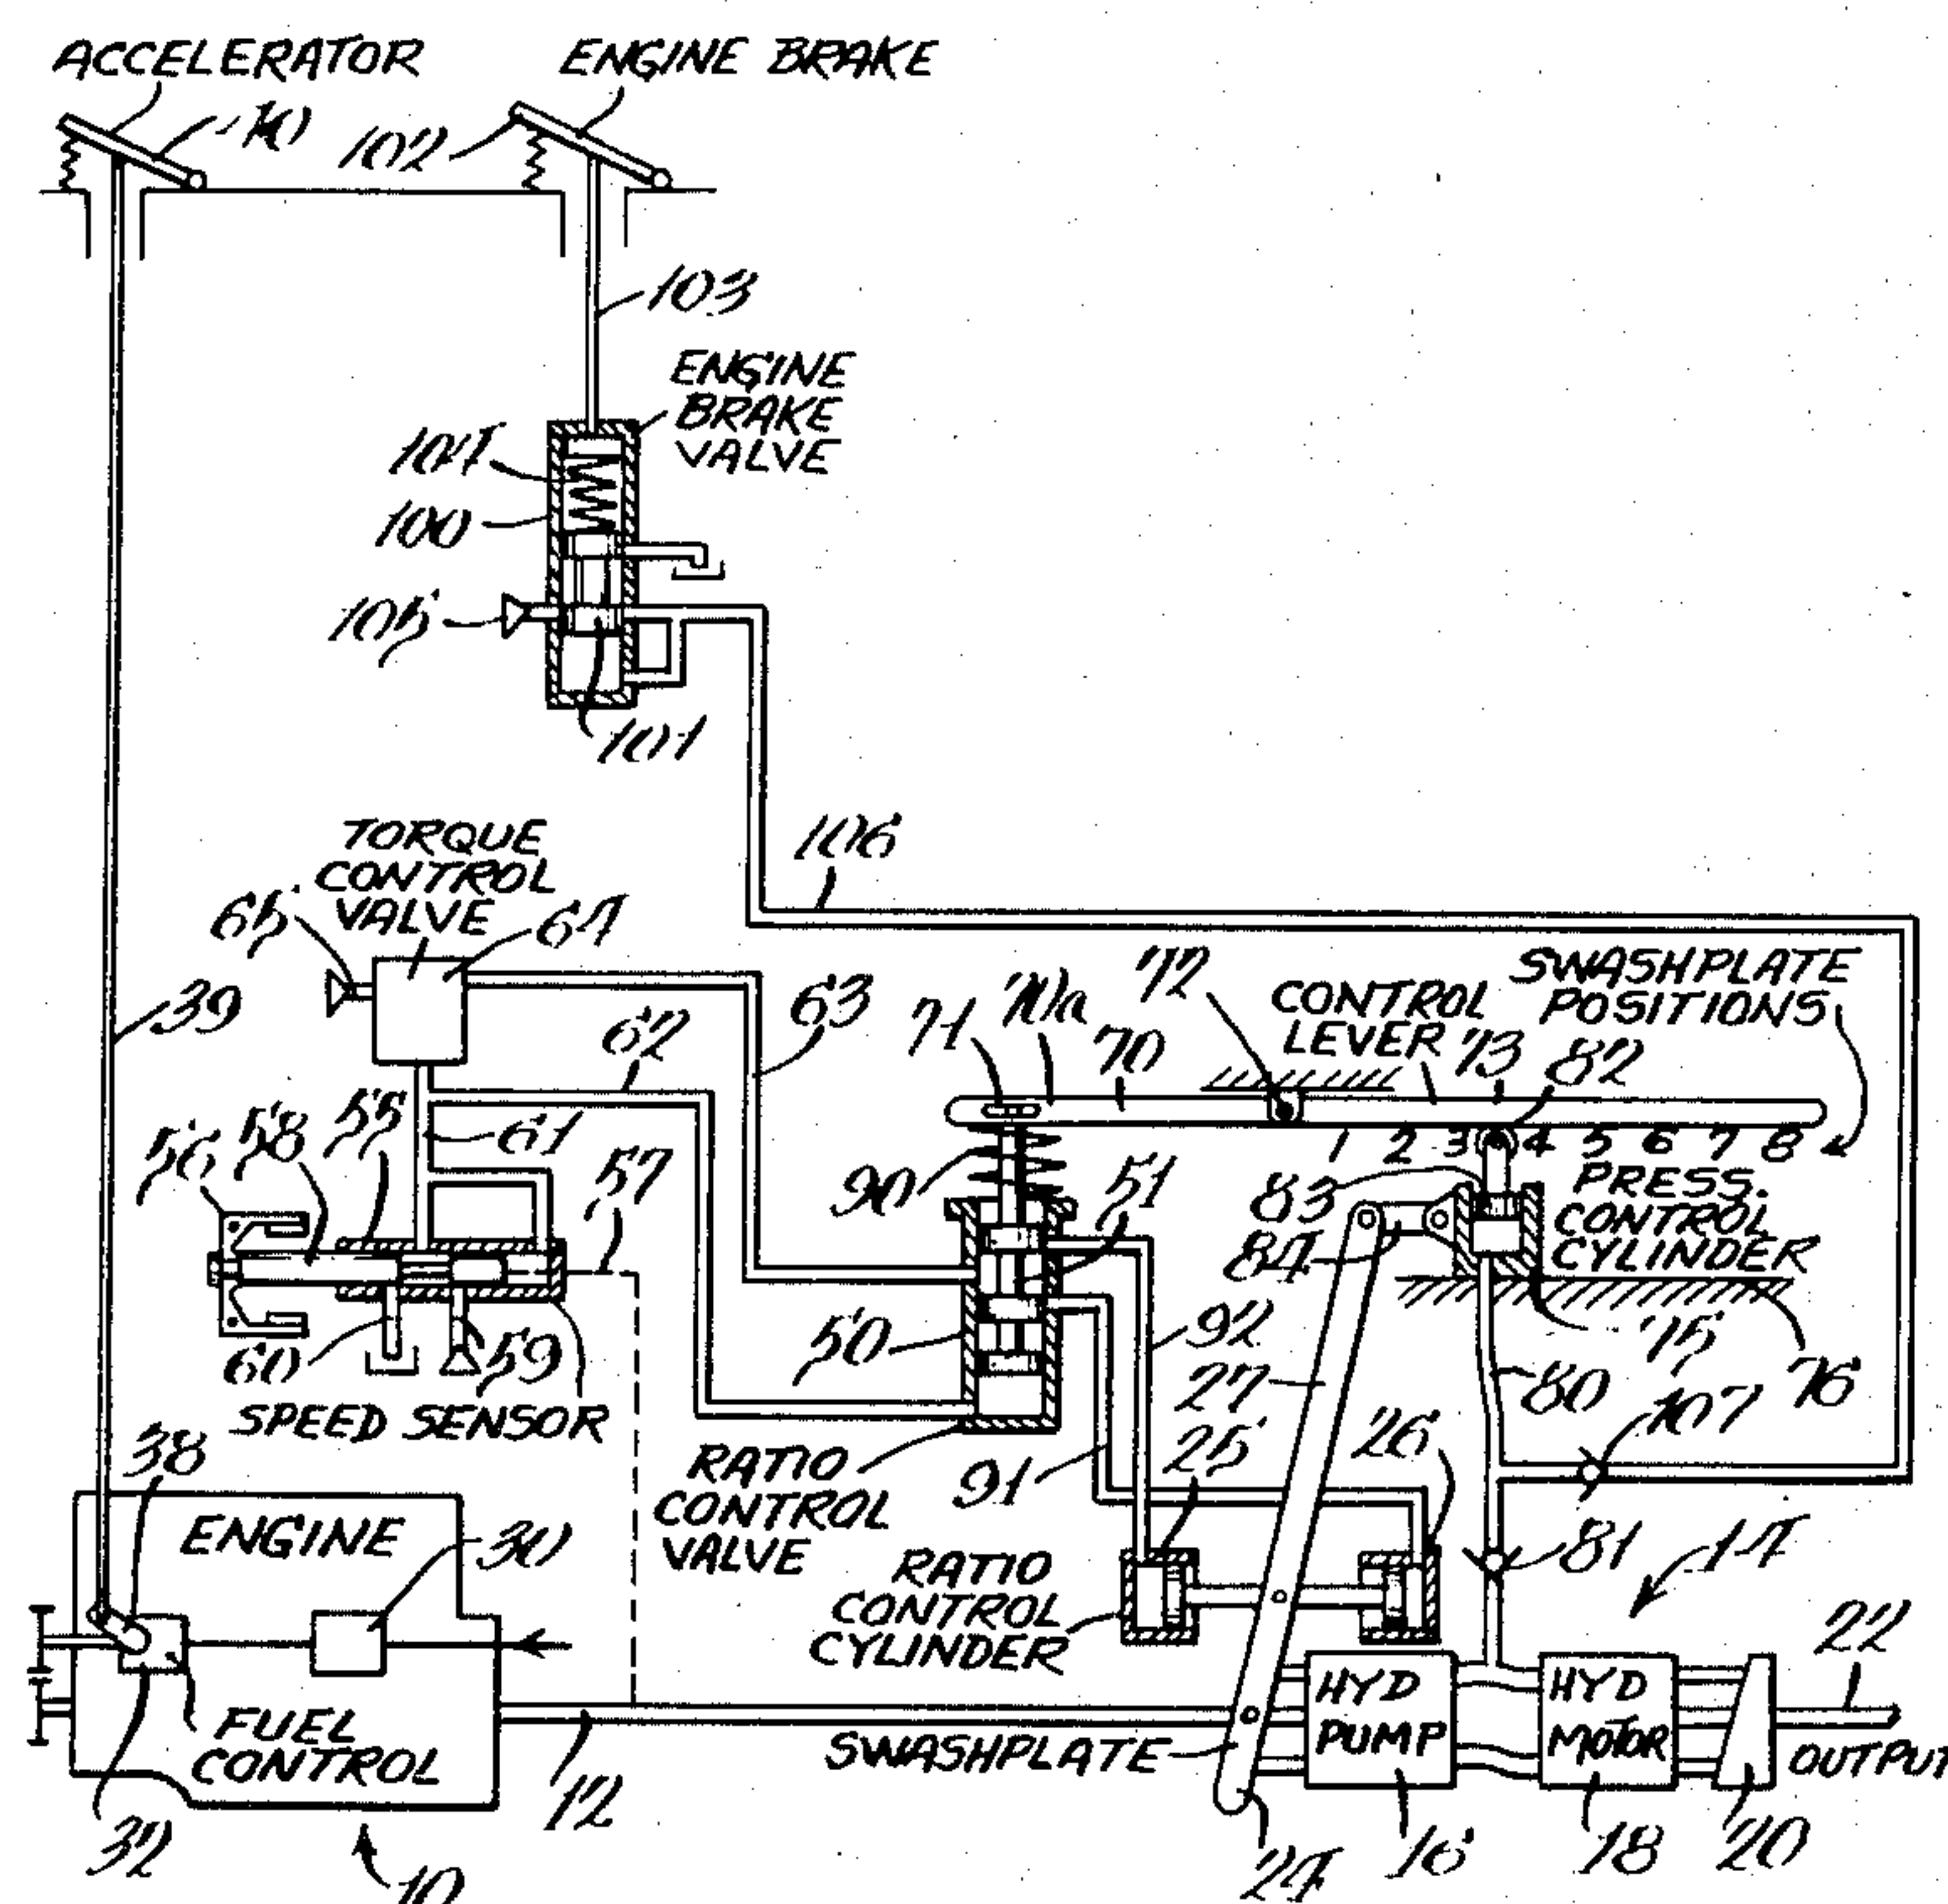 ACCELERATOR
ENGINE BRAKE
102
103
ENGINE
BRAKE
VALVE
104
100
105
101
106
TORQUE
CONTROL
VALVE
65
64
39
62
63
71
70a
70
72
CONTROL
LEVER
73
82
SWASHPLATE
POSITIONS
1 2 3 4 5 6 7 8
56
58
55
61
57
90
51
83
PRESS.
CONTROL
CYLINDER
84
60
59
50
92
27
75
76
80
107
SPEED SENSOR
38
RATIO
CONTROL
VALVE
91
25
26
81
14
ENGINE
30
RATIO
CONTROL
CYLINDER
22
HYD
PUMP
HYD
MOTOR
FUEL
CONTROL
SWASHPLATE
OUTPUT
32
10
12
24
16
18
20